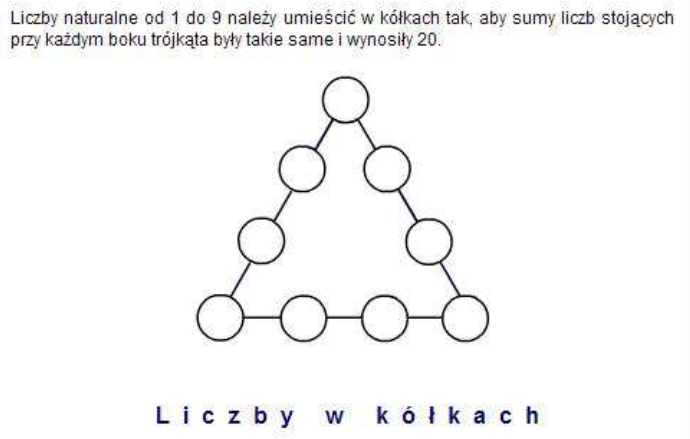 Liczby naturalne od 1 do 9 należy umieścić w kółkach tak, aby sumy liczb stojących
przy każdym boku trójkąta były takie same i wynosiły 20.
Liczby w kółkach